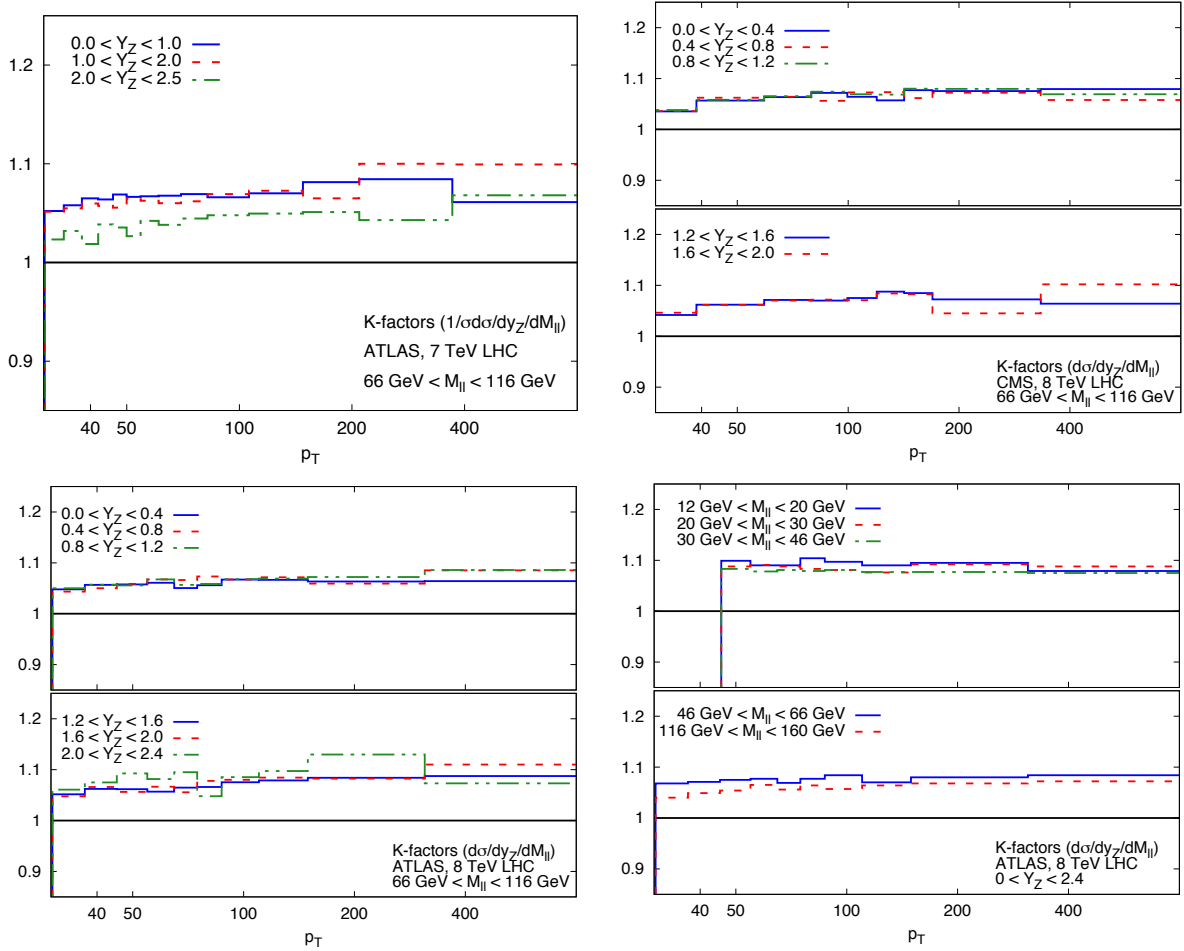 0.0 < Y_Z < 1.0
1.0 < Y_Z < 2.0
2.0 < Y_Z < 2.5
1.2
1.1
1
0.9
K-factors (1/σdσ/dy_Z/dM_ll)
ATLAS, 7 TeV LHC
66 GeV < M_ll < 116 GeV
40 50 100 200 400
p_T
0.0 < Y_Z < 0.4
0.4 < Y_Z < 0.8
0.8 < Y_Z < 1.2
1.2
1.1
1
0.9
1.2 < Y_Z < 1.6
1.6 < Y_Z < 2.0
1.2
1.1
1
0.9
K-factors (dσ/dy_Z/dM_ll)
CMS, 8 TeV LHC
66 GeV < M_ll < 116 GeV
40 50 100 200 400
p_T
0.0 < Y_Z < 0.4
0.4 < Y_Z < 0.8
0.8 < Y_Z < 1.2
1.2
1.1
1
0.9
1.2 < Y_Z < 1.6
1.6 < Y_Z < 2.0
2.0 < Y_Z < 2.4
1.2
1.1
1
0.9
K-factors (dσ/dy_Z/dM_ll)
ATLAS, 8 TeV LHC
66 GeV < M_ll < 116 GeV
40 50 100 200 400
p_T
12 GeV < M_ll < 20 GeV
20 GeV < M_ll < 30 GeV
30 GeV < M_ll < 46 GeV
1.2
1.1
1
0.9
46 GeV < M_ll < 66 GeV
116 GeV < M_ll < 160 GeV
1.2
1.1
1
0.9
K-factors (dσ/dy_Z/dM_ll)
ATLAS, 8 TeV LHC
0 < Y_Z < 2.4
40 50 100 200 400
p_T